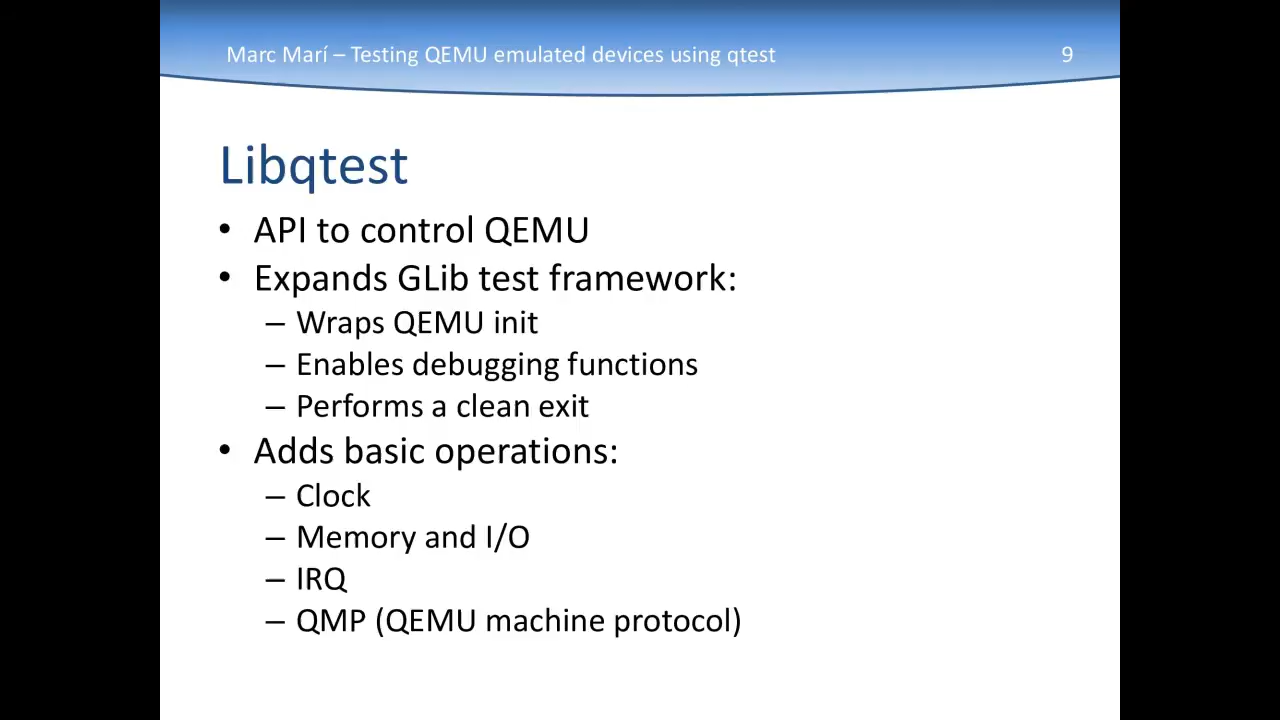 Marc Marí – Testing QEMU emulated devices using qtest 9
Libqtest
• API to control QEMU
• Expands GLib test framework:
– Wraps QEMU init
– Enables debugging functions
– Performs a clean exit
• Adds basic operations:
– Clock
– Memory and I/O
– IRQ
– QMP (QEMU machine protocol)